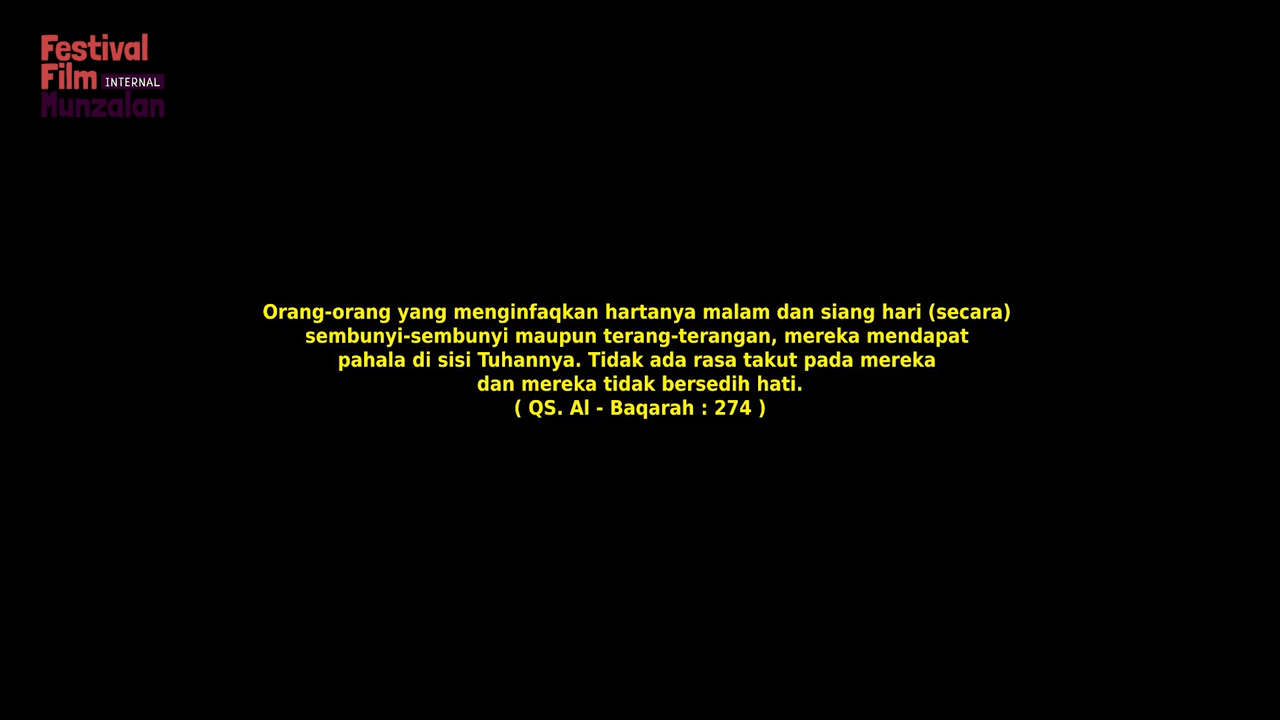 Festival
Film INTERNAL
Munzalan
Orang-orang yang menginfaqkan hartanya malam dan siang hari (secara)
sembunyi-sembunyi maupun terang-terangan, mereka mendapat
pahala di sisi Tuhannya. Tidak ada rasa takut pada mereka
dan mereka tidak bersedih hati.
( QS. Al - Baqarah : 274 )